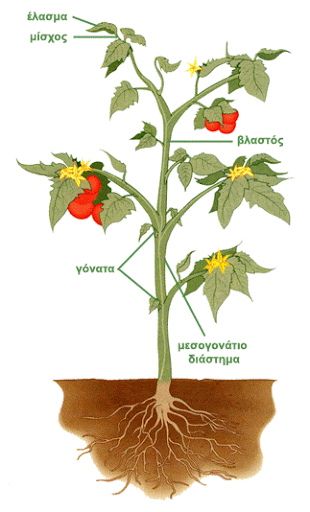 έλασμα
μίσχος
βλαστός
γόνατα
μεσογονάτιο
διάστημα